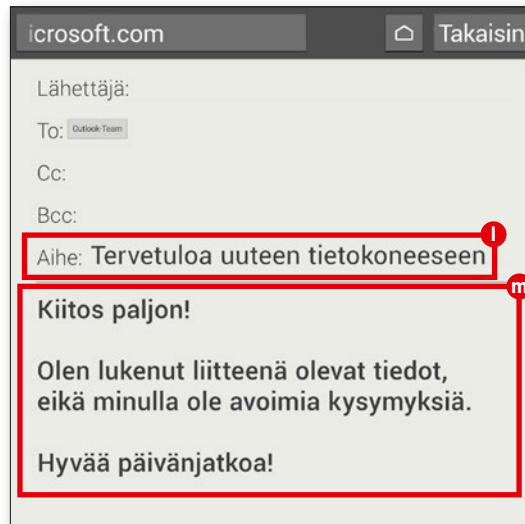 icrosoft.com Takaisin
Lähettäjä:
To: Outlook-Team
Cc:
Bcc:
l
Aihe: Tervetuloa uuteen tietokoneeseen
m
Kiitos paljon!
Olen lukenut liitteenä olevat tiedot,
eikä minulla ole avoimia kysymyksiä.
Hyvää päivänjatkoa!